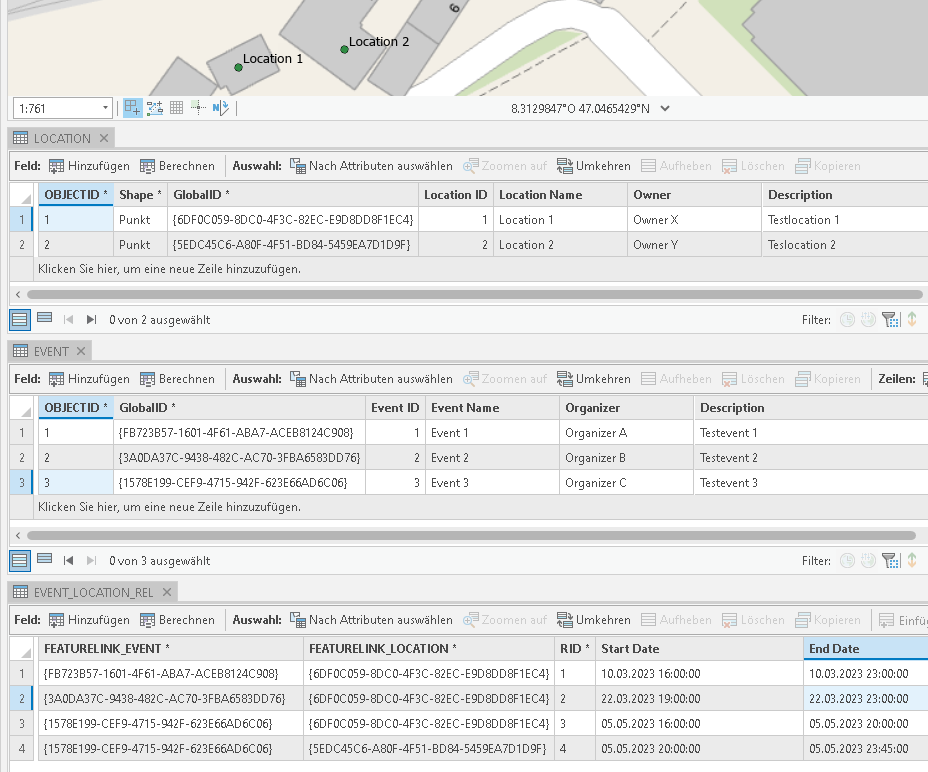 6
Location 2
Location 1
1:761 8.3129847°O 47.0465429°N
LOCATION
Feld: Hinzufügen Berechnen Auswahl: Nach Attributen auswählen Zoomen auf Umkehren Aufheben Löschen Kopieren
OBJECTID * Shape * GlobalID * Location ID Location Name Owner Description
1 1 Punkt {6DF0C059-8DC0-4F3C-82EC-E9D8DD8F1EC4} 1 Location 1 Owner X Testlocation 1
2 2 Punkt {5EDC45C6-A80F-4F51-BD84-5459EA7D1D9F} 2 Location 2 Owner Y Teslocation 2
Klicken Sie hier, um eine neue Zeile hinzuzufügen.
0 von 2 ausgewählt Filter:
EVENT
Feld: Hinzufügen Berechnen Auswahl: Nach Attributen auswählen Zoomen auf Umkehren Aufheben Löschen Kopieren Zeilen:
OBJECTID * GlobalID * Event ID Event Name Organizer Description
1 1 {FB723B57-1601-4F61-ABA7-ACEB8124C908} 1 Event 1 Organizer A Testevent 1
2 2 {3A0DA37C-9438-482C-AC70-3FBA6583DD76} 2 Event 2 Organizer B Testevent 2
3 3 {1578E199-CEF9-4715-942F-623E66AD6C06} 3 Event 3 Organizer C Testevent 3
Klicken Sie hier, um eine neue Zeile hinzuzufügen.
0 von 3 ausgewählt Filter:
EVENT_LOCATION_REL
Feld: Hinzufügen Berechnen Auswahl: Nach Attributen auswählen Zoomen auf Umkehren Aufheben Löschen Kopieren Einfüg
FEATURELINK_EVENT * FEATURELINK_LOCATION * RID * Start Date End Date
1 {FB723B57-1601-4F61-ABA7-ACEB8124C908} {6DF0C059-8DC0-4F3C-82EC-E9D8DD8F1EC4} 1 10.03.2023 16:00:00 10.03.2023 23:00:00
2 {3A0DA37C-9438-482C-AC70-3FBA6583DD76} {6DF0C059-8DC0-4F3C-82EC-E9D8DD8F1EC4} 2 22.03.2023 19:00:00 22.03.2023 23:00:00
3 {1578E199-CEF9-4715-942F-623E66AD6C06} {6DF0C059-8DC0-4F3C-82EC-E9D8DD8F1EC4} 3 05.05.2023 16:00:00 05.05.2023 20:00:00
4 {1578E199-CEF9-4715-942F-623E66AD6C06} {5EDC45C6-A80F-4F51-BD84-5459EA7D1D9F} 4 05.05.2023 20:00:00 05.05.2023 23:45:00